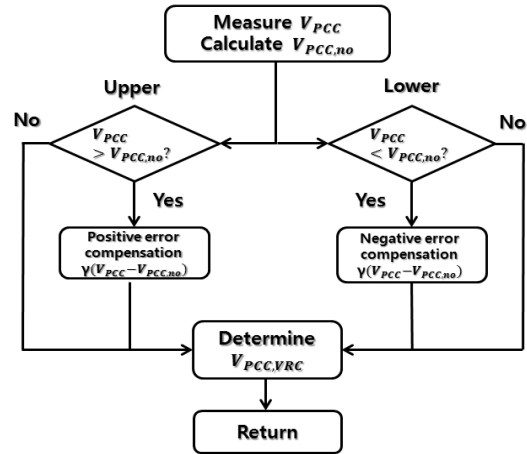 Measure V_PCC
Calculate V_PCC,no
Upper
Lower
No
No
V_PCC
> V_PCC,no?
V_PCC
< V_PCC,no?
Yes
Yes
Positive error
compensation
γ(V_PCC−V_PCC,no)
Negative error
compensation
γ(V_PCC−V_PCC,no)
Determine
V_PCC,VRC
Return